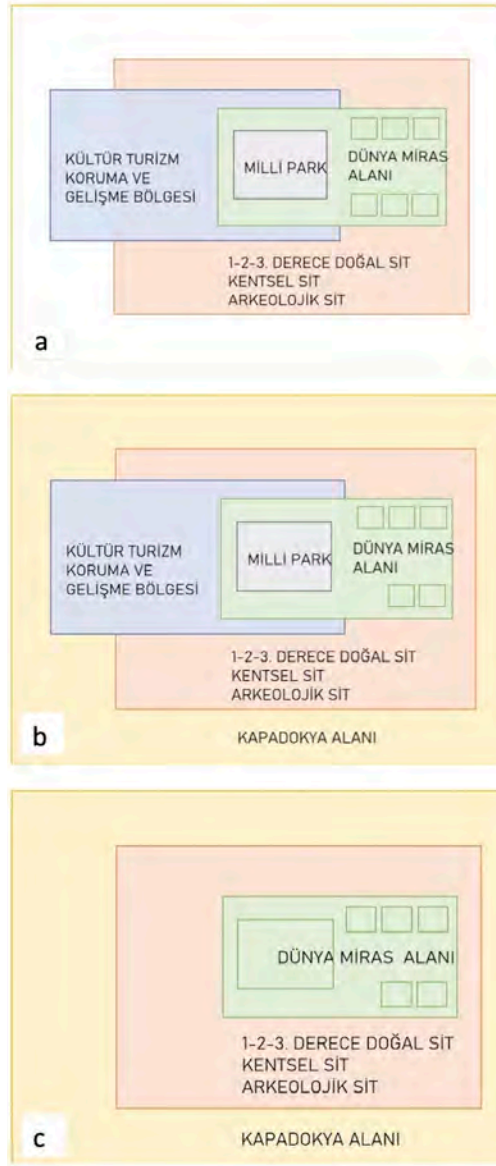 KÜLTÜR TURİZM
KORUMA VE
GELİŞME BÖLGESİ
MİLLİ PARK
DÜNYA MİRAS
ALANI
1-2-3. DERECE DOĞAL SİT
KENTSEL SİT
ARKEOLOJİK SİT
a
KÜLTÜR TURİZM
KORUMA VE
GELİŞME BÖLGESİ
MİLLİ PARK
DÜNYA MİRAS
ALANI
1-2-3. DERECE DOĞAL SİT
KENTSEL SİT
ARKEOLOJİK SİT
b
KAPADOKYA ALANI
DÜNYA MİRAS ALANI
1-2-3. DERECE DOĞAL SİT
KENTSEL SİT
ARKEOLOJİK SİT
c
KAPADOKYA ALANI